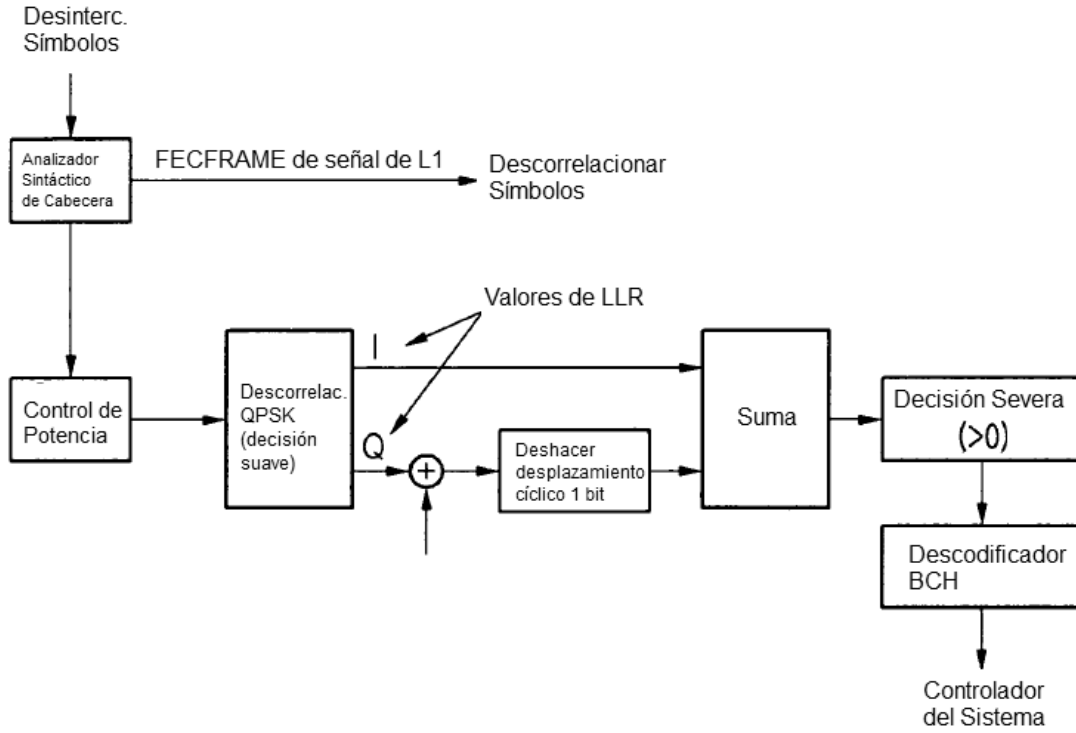 Desinterc.
Símbolos
Analizador
Sintáctico
de Cabecera
FECFRAME de señal de L1
Descorrelacionar
Símbolos
Valores de LLR
Control de
Potencia
Descorrelac.
QPSK
(decisión
suave)
I
Q
+
Deshacer
desplazamiento
cíclico 1 bit
Suma
Decisión Severa
(>0)
Descodificador
BCH
Controlador
del Sistema